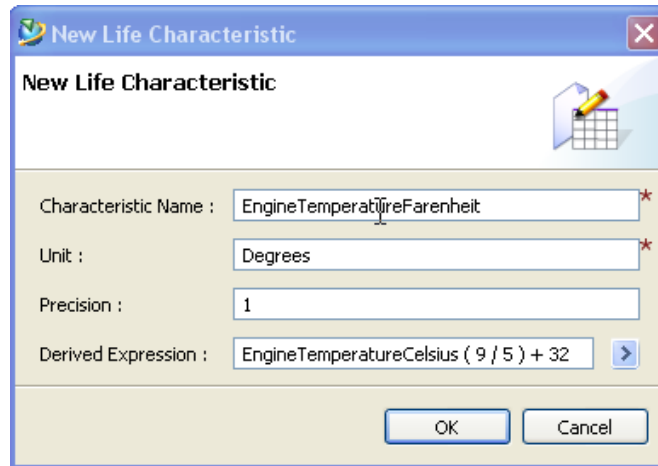 New Life Characteristic
New Life Characteristic
Characteristic Name : EngineTemperatureFarenheit *
Unit : Degrees *
Precision : 1
Derived Expression : EngineTemperatureCelsius ( 9 / 5 ) + 32 >
OK Cancel